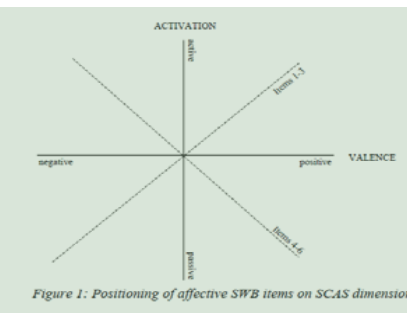 ACTIVATION
active
Items 1-3
negative
positive
VALENCE
Items 4-6
passive
Figure 1: Positioning of affective SWB items on SCAS dimension